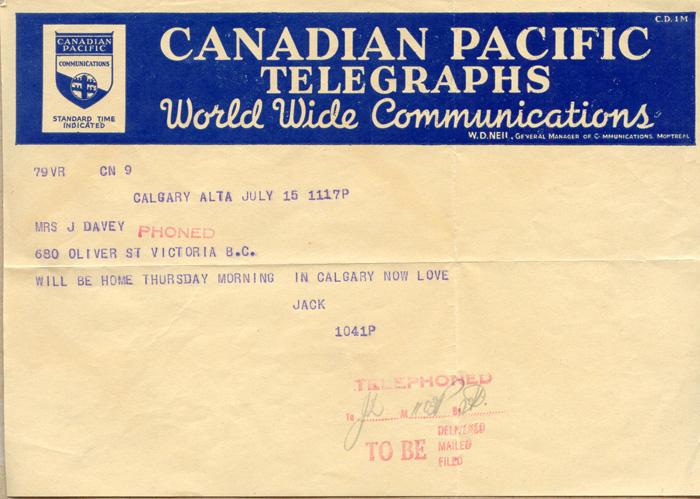 C.D. 1M
CANADIAN
PACIFIC
COMMUNICATIONS
STANDARD TIME
INDICATED
CANADIAN PACIFIC
TELEGRAPHS
World Wide Communications
W.D.NEIL, GENERAL MANAGER OF COMMUNICATIONS, MONTREAL
79VR CN 9
CALGARY ALTA JULY 15 1117P
MRS J DAVEY PHONED
680 OLIVER ST VICTORIA B.C.
WILL BE HOME THURSDAY MORNING IN CALGARY NOW LOVE
JACK
1041P
TELEPHONED
To M By
TO BE
DELIVERED
MAILED
FILED